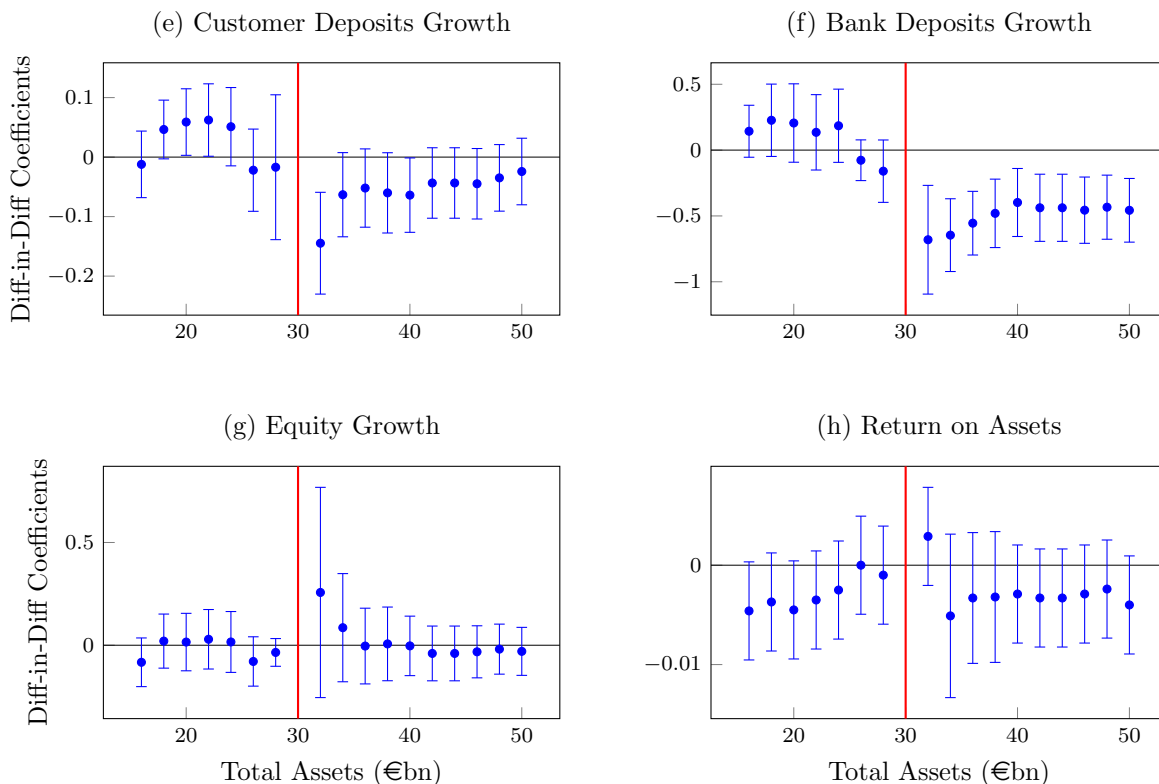 (e) Customer Deposits Growth
Diff-in-Diff Coefficients
0.1
0
−0.1
−0.2
20 30 40 50
(f) Bank Deposits Growth
0.5
0
−0.5
−1
20 30 40 50
(g) Equity Growth
Diff-in-Diff Coefficients
0.5
0
20 30 40 50
Total Assets (€bn)
(h) Return on Assets
0
−0.01
20 30 40 50
Total Assets (€bn)